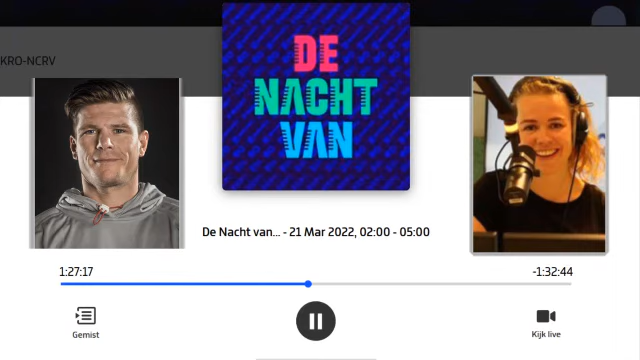 KRO-NCRV
DE
NACHT
VAN
De Nacht van... - 21 Mar 2022, 02:00 - 05:00
1:27:17
-1:32:44
Gemist
Kijk live